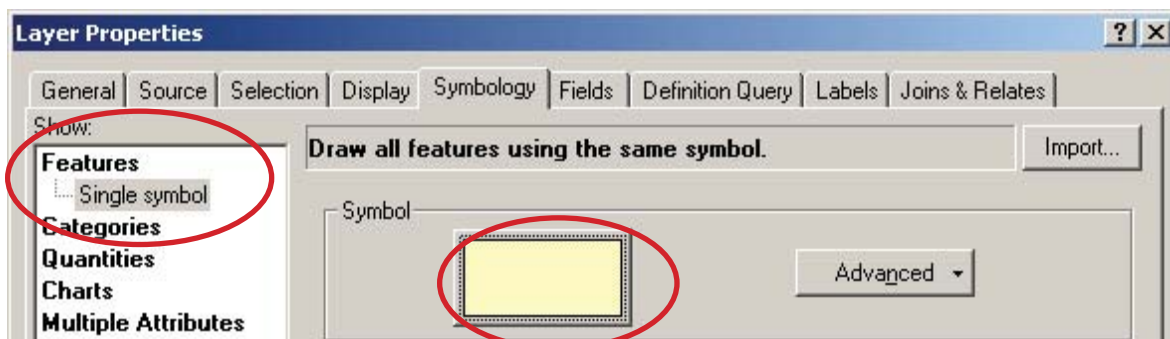 Layer Properties
General Source Selection Display Symbology Fields Definition Query Labels Joins & Relates
Show:
Features
Single symbol
Categories
Quantities
Charts
Multiple Attributes
Draw all features using the same symbol.
Import...
Symbol
Advanced